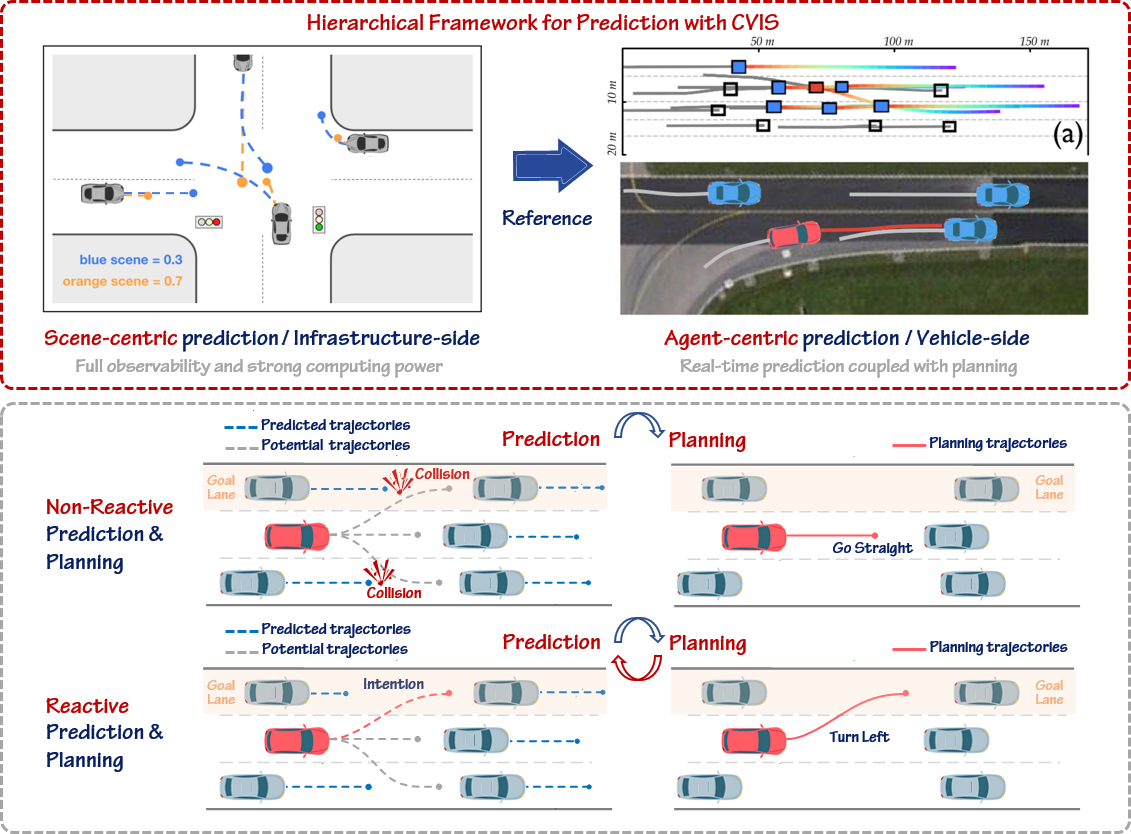 Hierarchical Framework for Prediction with CVIS
50 m
100 m
150 m
10 m
20 m
(a)
Reference
blue scene = 0.3
orange scene = 0.7
Scene-centric prediction / Infrastructure-side
Full observability and strong computing power
Agent-centric prediction / Vehicle-side
Real-time prediction coupled with planning
Predicted trajectories
Potential trajectories
Prediction
Planning
Planning trajectories
Non-Reactive
Prediction &
Planning
Goal
Lane
Collision
Collision
Goal
Lane
Go Straight
Predicted trajectories
Potential trajectories
Prediction
Planning
Planning trajectories
Reactive
Prediction &
Planning
Goal
Lane
Intention
Goal
Lane
Turn Left